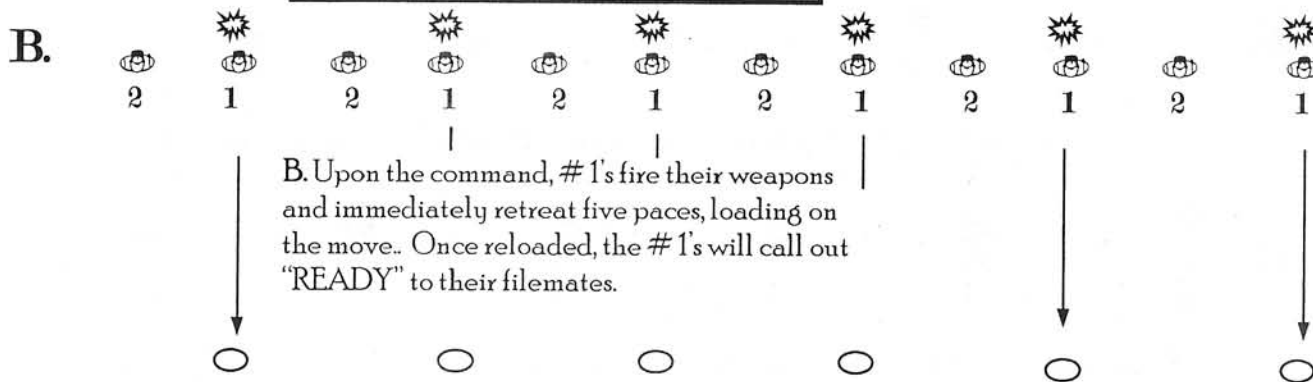 B.
2 1 2 1 2 1 2 1 2 1 2 1
B. Upon the command, #1's fire their weapons
and immediately retreat five paces, loading on
the move.. Once reloaded, the #1's will call out
"READY" to their filemates.